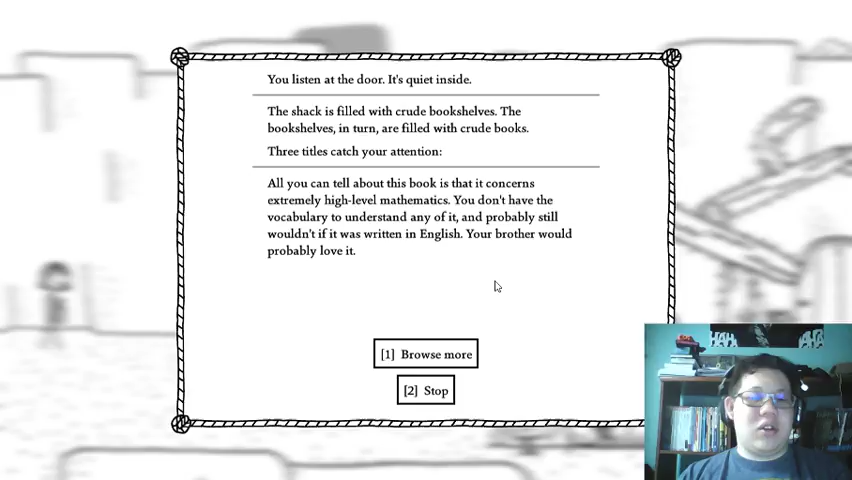 You listen at the door. It's quiet inside.
The shack is filled with crude bookshelves. The
bookshelves, in turn, are filled with crude books.
Three titles catch your attention:
All you can tell about this book is that it concerns
extremely high-level mathematics. You don't have the
vocabulary to understand any of it, and probably still
wouldn't if it was written in English. Your brother would
probably love it.
[1] Browse more
[2] Stop